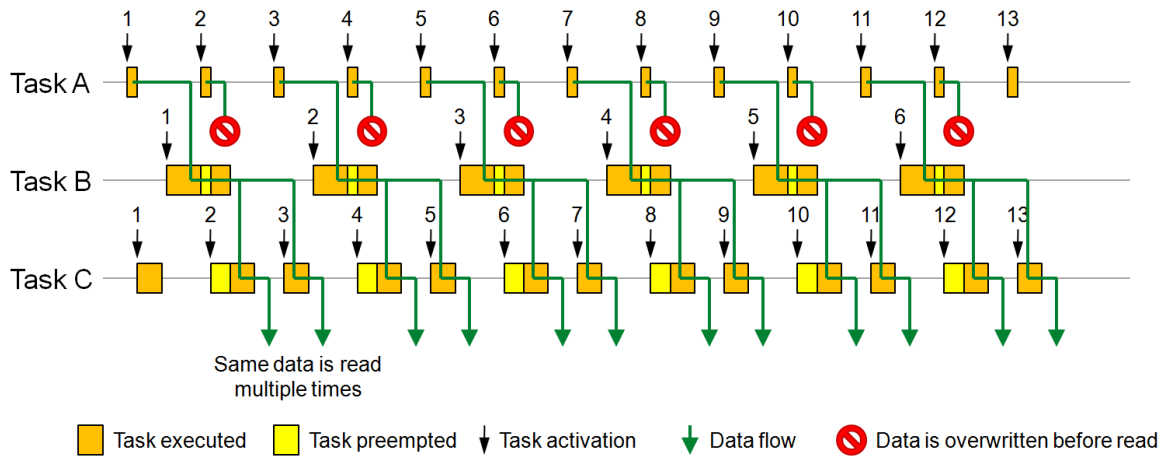 1 2 3 4 5 6 7 8 9 10 11 12 13
Task A
1 2 3 4 5 6
Task B
1 2 3 4 5 6 7 8 9 10 11 12 13
Task C
Same data is read
multiple times
Task executed Task preempted Task activation Data flow Data is overwritten before read